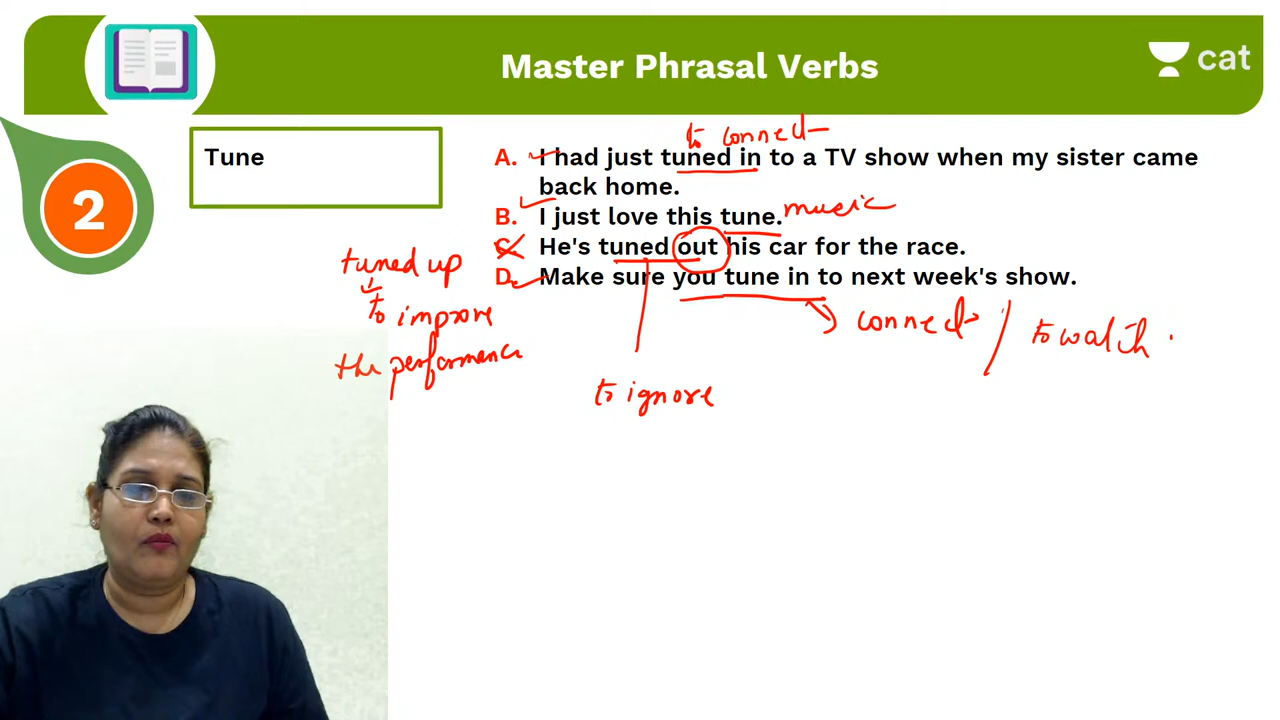 Master Phrasal Verbs
cat
2
Tune
to connect
A. I had just tuned in to a TV show when my sister came
back home.
B. I just love this tune. music
C. He's tuned out his car for the race.
D. Make sure you tune in to next week's show.
tuned up
to improve
the performance
to ignore
connect / to watch.